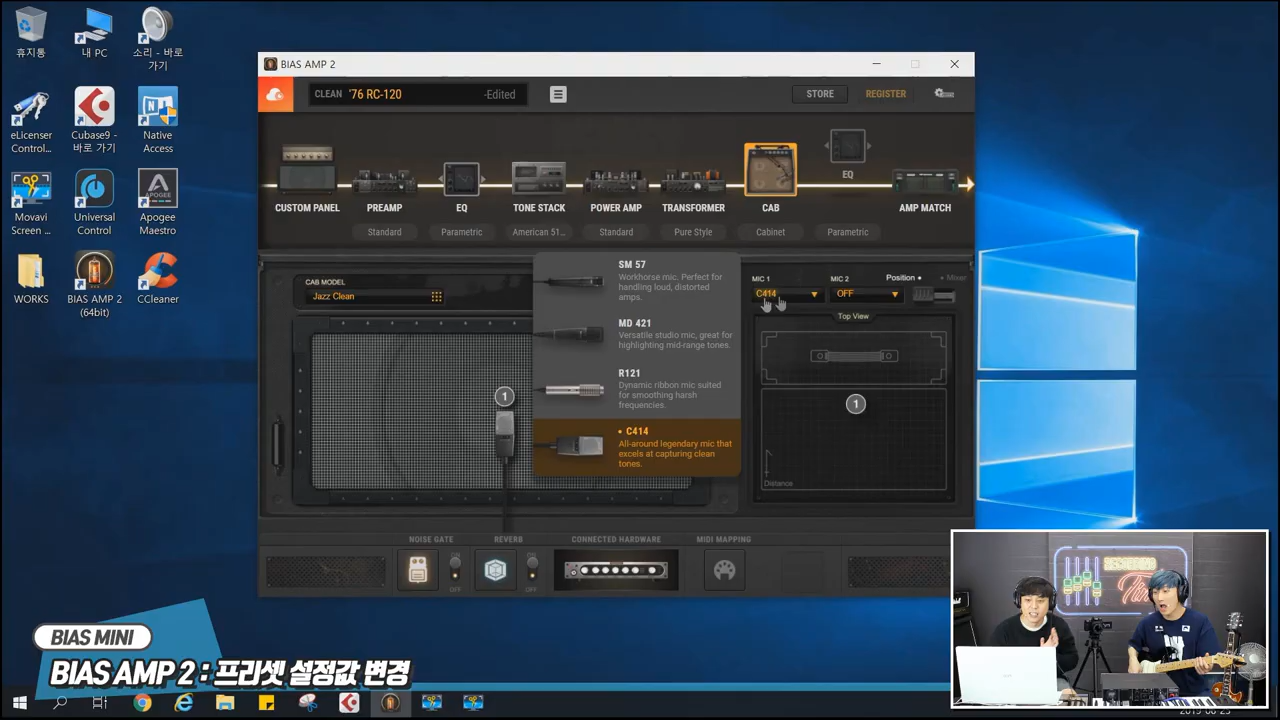 휴지통
내 PC
소리 - 바로
가기
eLicenser
Control...
Cubase9 -
바로 가기
Native
Access
Movavi
Screen ...
Universal
Control
Apogee
Maestro
WORKS
BIAS AMP 2
(64bit)
CCleaner
BIAS AMP 2
CLEAN '76 RC-120 -Edited
STORE
REGISTER
EQ
CUSTOM PANEL
PREAMP
EQ
TONE STACK
POWER AMP
TRANSFORMER
CAB
AMP MATCH
Standard
Parametric
American 51...
Standard
Pure Style
Cabinet
Parametric
CAB MODEL
Jazz Clean
SM 57
Workhorse mic. Perfect for
handling loud, distorted
amps.
MD 421
Versatile studio mic, great for
highlighting mid-range tones.
R121
Dynamic ribbon mic suited
for smoothing harsh
frequencies.
• C414
All-around legendary mic that
excels at capturing clean
tones.
MIC 1
C414
MIC 2
OFF
Position •
• Mixer
Top View
1
1
Distance
NOISE GATE
ON
OFF
REVERB
ON
OFF
CONNECTED HARDWARE
MIDI MAPPING
BIAS MINI
BIAS AMP 2 : 프리셋 설정값 변경